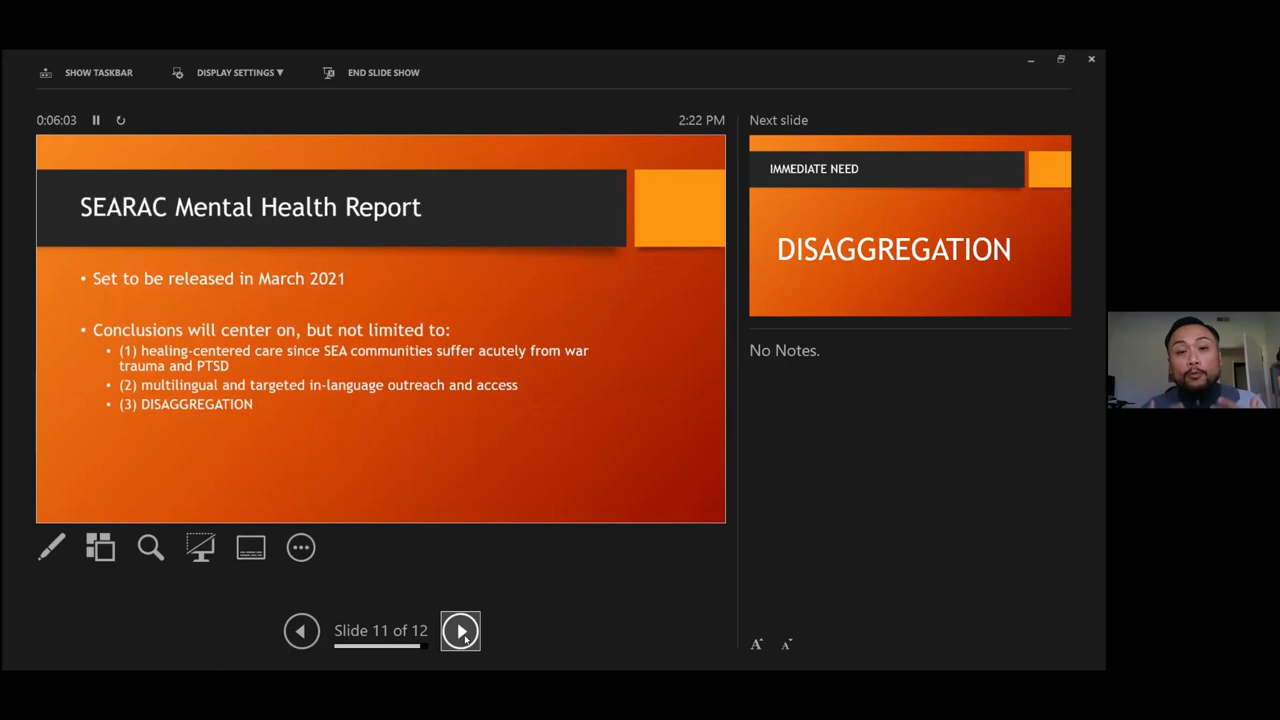 SHOW TASKBAR
DISPLAY SETTINGS ▼
END SLIDE SHOW
0:06:03
2:22 PM
SEARAC Mental Health Report
• Set to be released in March 2021
• Conclusions will center on, but not limited to:
• (1) healing-centered care since SEA communities suffer acutely from war
trauma and PTSD
• (2) multilingual and targeted in-language outreach and access
• (3) DISAGGREGATION
Slide 11 of 12
Next slide
IMMEDIATE NEED
DISAGGREGATION
No Notes.
A A